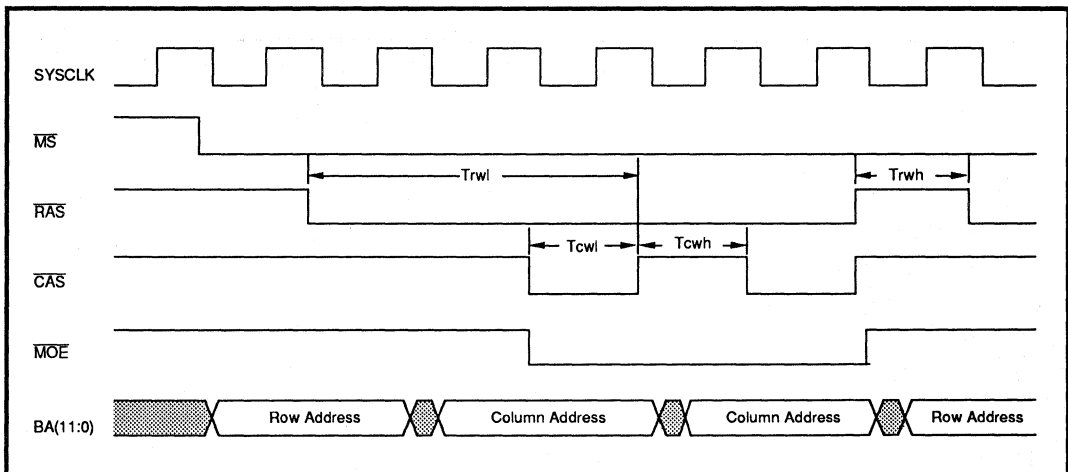 SYSCLK
MS
Trwl
Trwh
RAS
Tcwl
Tcwh
CAS
MOE
BA(11:0)
Row Address
Column Address
Column Address
Row Address